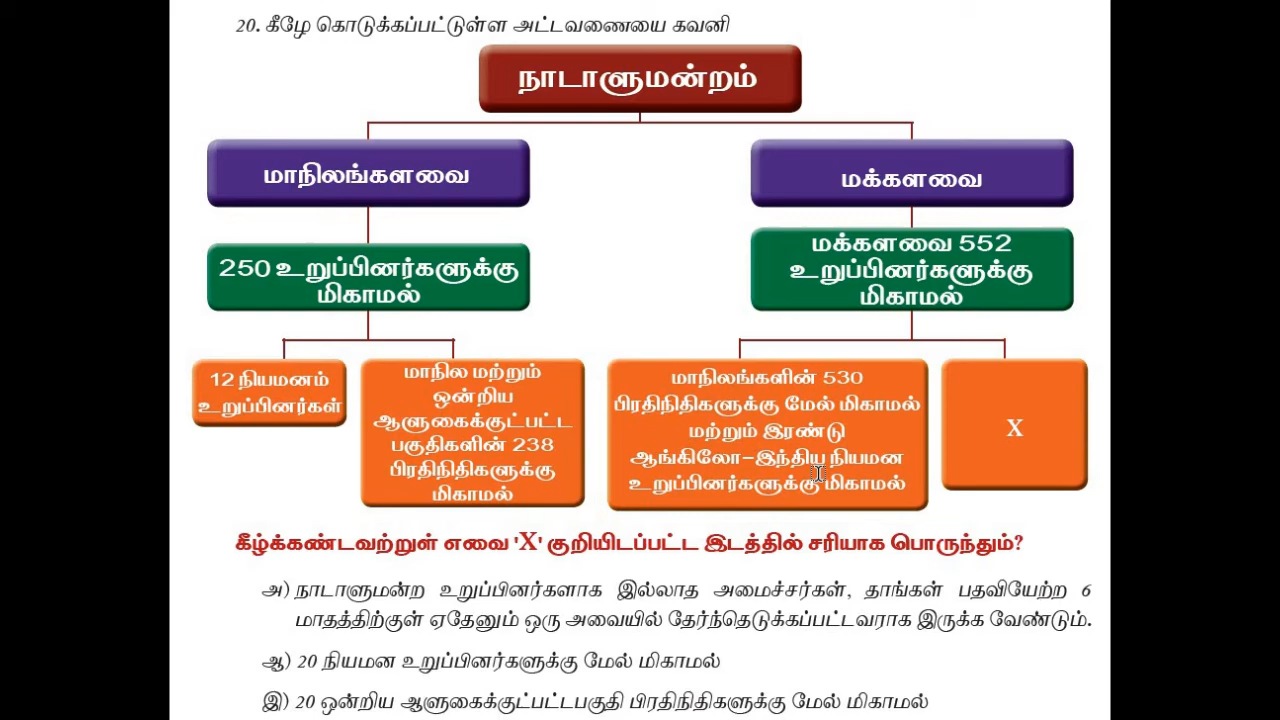 20. கீழே கொடுக்கப்பட்டுள்ள அட்டவணையை கவனி
நாடாளுமன்றம்
மாநிலங்களவை
மக்களவை
250 உறுப்பினர்களுக்கு
மிகாமல்
மக்களவை 552
உறுப்பினர்களுக்கு
மிகாமல்
12 நியமனம்
உறுப்பினர்கள்
மாநில மற்றும்
ஒன்றிய
ஆளுகைக்குட்பட்ட
பகுதிகளின் 238
பிரதிநிதிகளுக்கு
மிகாமல்
மாநிலங்களின் 530
பிரதிநிதிகளுக்கு மேல் மிகாமல்
மற்றும் இரண்டு
ஆங்கிலோ-இந்திய நியமன
உறுப்பினர்களுக்கு மிகாமல்
X
கீழ்க்கண்டவற்றுள் எவை 'X' குறியிடப்பட்ட இடத்தில் சரியாக பொருந்தும்?
அ) நாடாளுமன்ற உறுப்பினர்களாக இல்லாத அமைச்சர்கள், தாங்கள் பதவியேற்ற 6
மாதத்திற்குள் ஏதேனும் ஒரு அவையில் தேர்ந்தெடுக்கப்பட்டவராக இருக்க வேண்டும்.
ஆ) 20 நியமன உறுப்பினர்களுக்கு மேல் மிகாமல்
இ) 20 ஒன்றிய ஆளுகைக்குட்பட்டபகுதி பிரதிநிதிகளுக்கு மேல் மிகாமல்